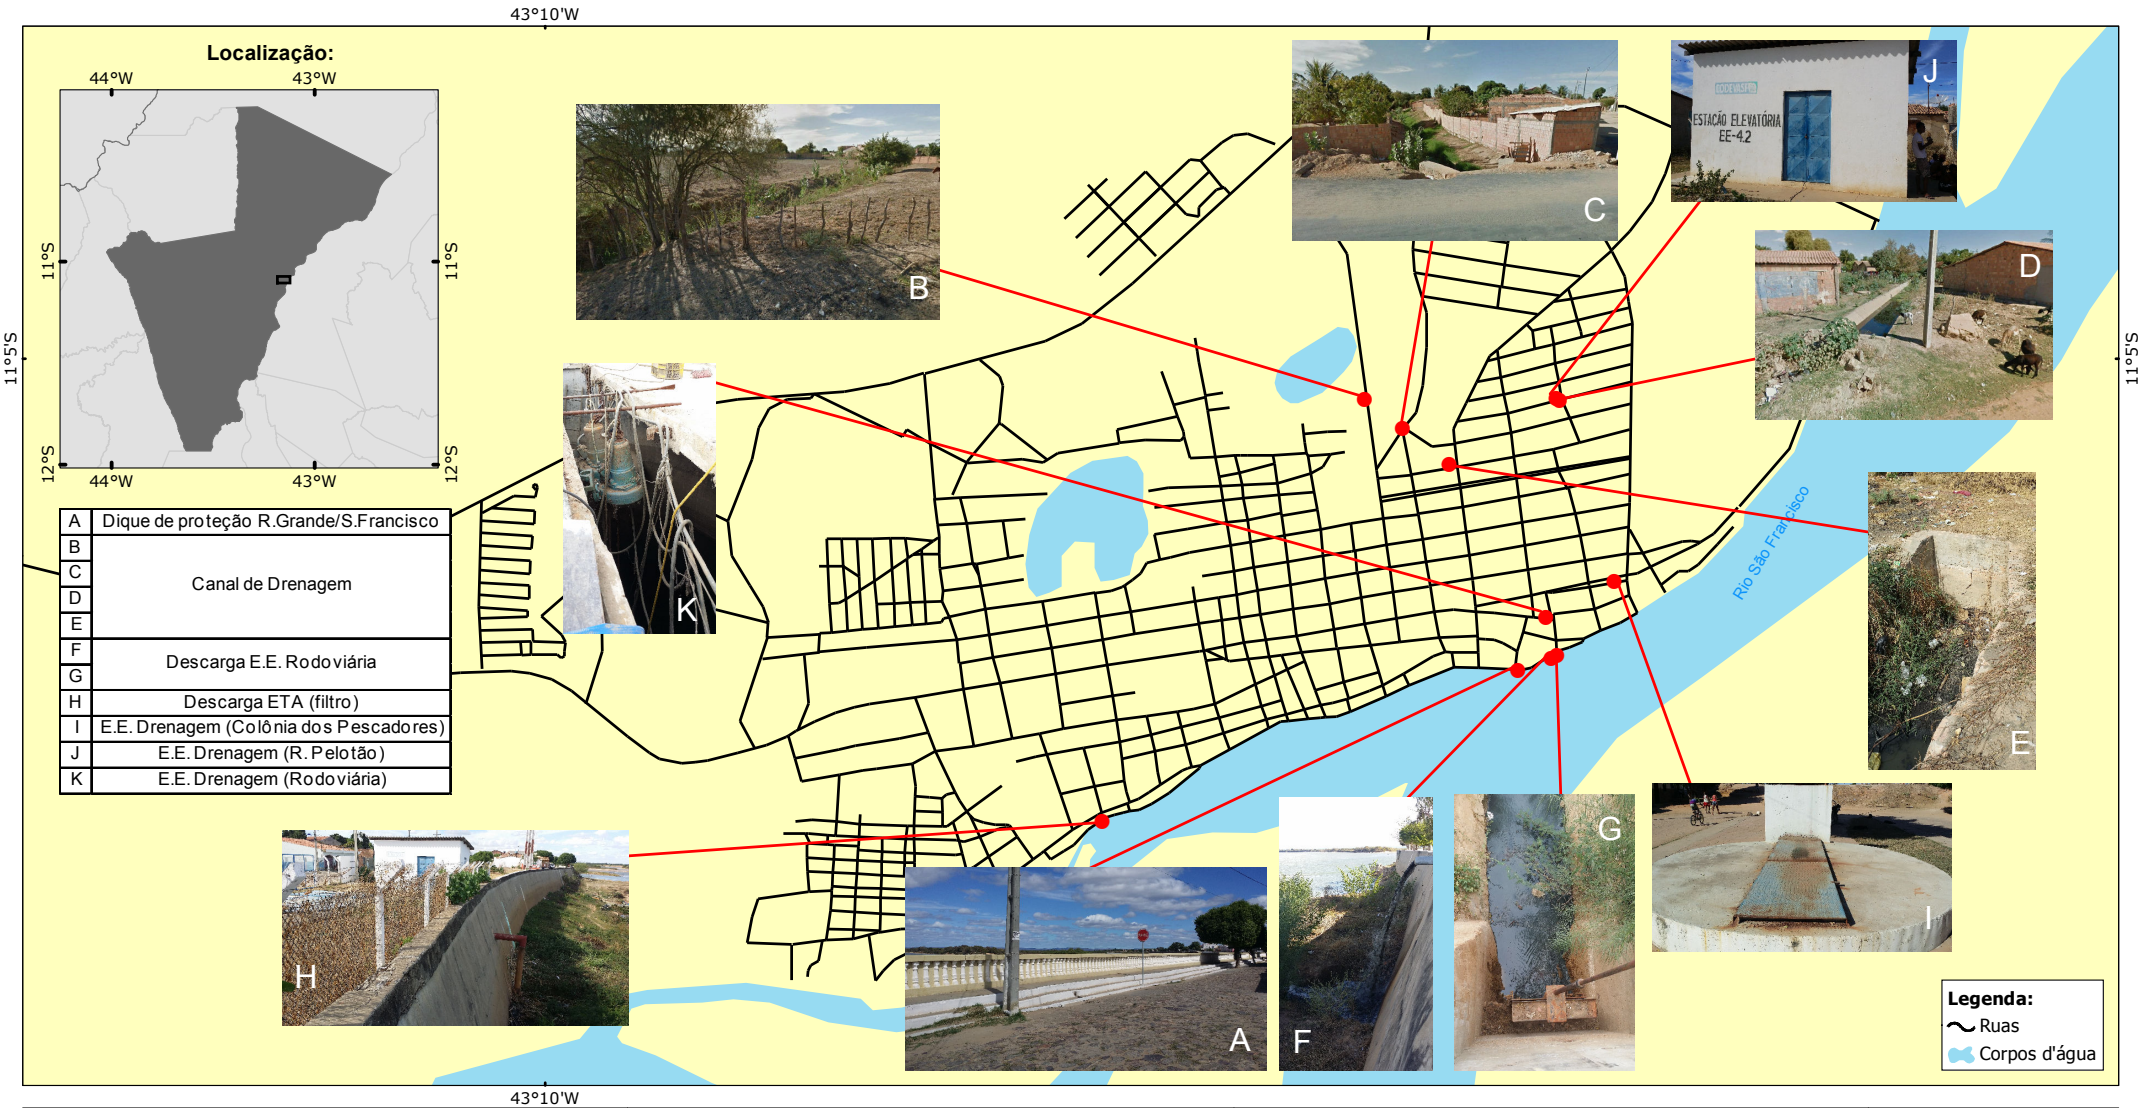 43°10'W
Localização:
44°W
43°W
11°S
11°S
12°S
12°S
44°W
43°W
11°5'S
11°5'S
A Dique de proteção R.Grande/S.Francisco
B
C
D
E
Canal de Drenagem
F
G
Descarga E.E. Rodoviária
H Descarga ETA (filtro)
I E.E. Drenagem (Colônia dos Pescadores)
J E.E. Drenagem (R. Pelotão)
K E.E. Drenagem (Rodoviária)
B
C
J
ESTAÇÃO ELEVATÓRIA
EE-4.2
D
K
E
Rio São Francisco
H
A
F
G
I
Legenda:
Ruas
Corpos d'água
43°10'W